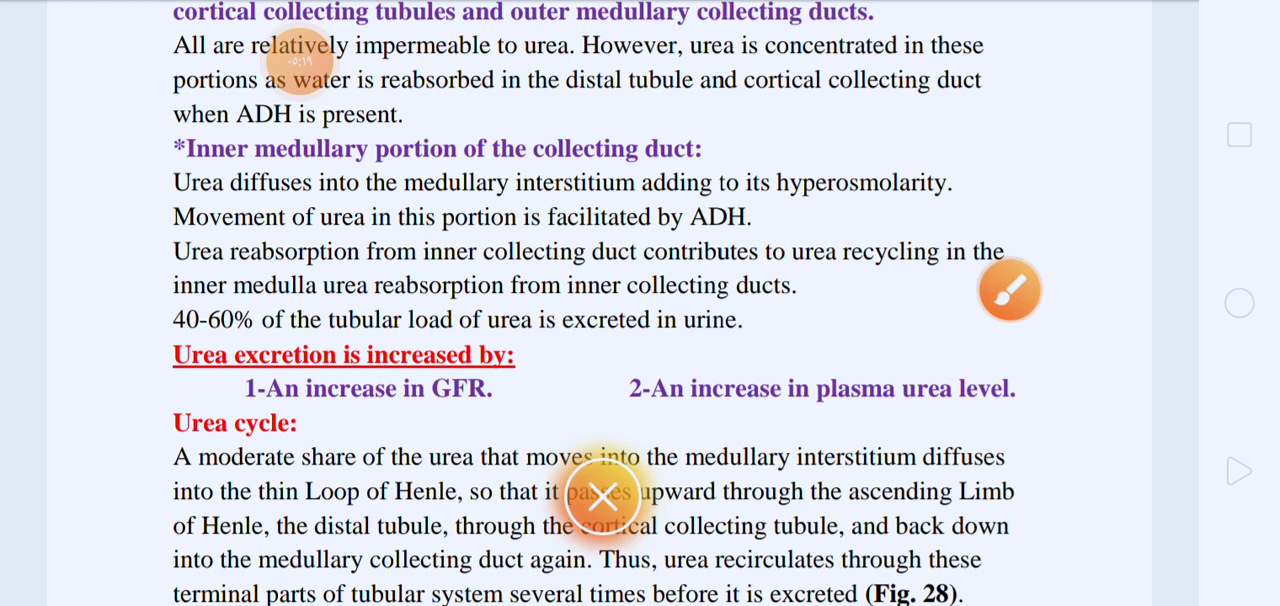 cortical collecting tubules and outer medullary collecting ducts.
All are relatively impermeable to urea. However, urea is concentrated in these
portions as water is reabsorbed in the distal tubule and cortical collecting duct
when ADH is present.
*Inner medullary portion of the collecting duct:
Urea diffuses into the medullary interstitium adding to its hyperosmolarity.
Movement of urea in this portion is facilitated by ADH.
Urea reabsorption from inner collecting duct contributes to urea recycling in the
inner medulla urea reabsorption from inner collecting ducts.
40-60% of the tubular load of urea is excreted in urine.
Urea excretion is increased by:
1-An increase in GFR. 2-An increase in plasma urea level.
Urea cycle:
A moderate share of the urea that moves into the medullary interstitium diffuses
into the thin Loop of Henle, so that it passes upward through the ascending Limb
of Henle, the distal tubule, through the cortical collecting tubule, and back down
into the medullary collecting duct again. Thus, urea recirculates through these
terminal parts of tubular system several times before it is excreted (Fig. 28).